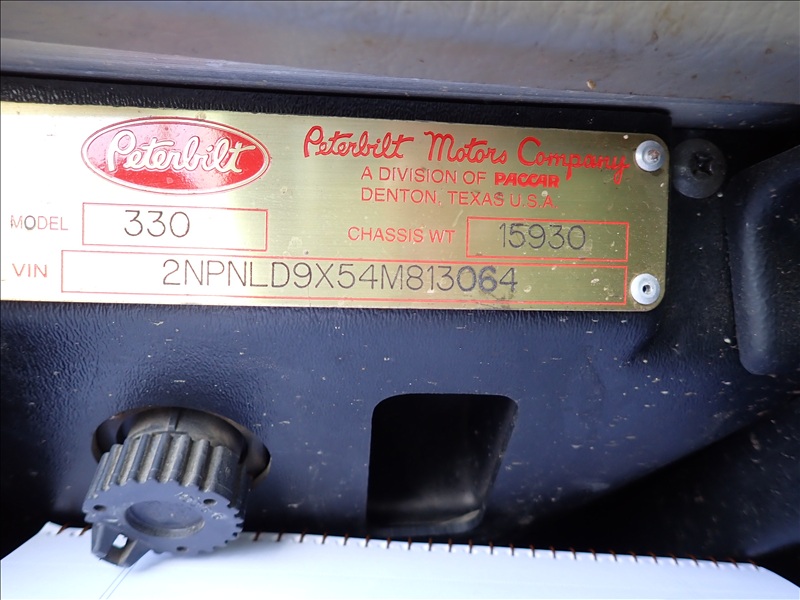 Peterbilt
Peterbilt Motors Company
A DIVISION OF PACCAR
DENTON, TEXAS U.S.A.
MODEL 330
CHASSIS WT 15930
VIN 2NPNLD9X54M813064